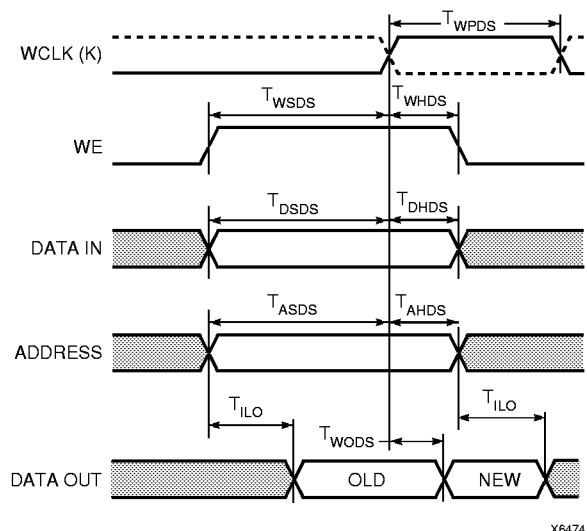 TWPDS
WCLK (K)
TWSDS TWHDS
WE
TDSDS TDHDS
DATA IN
TASDS TAHDS
ADDRESS
TILO TILO
TWODS
DATA OUT OLD NEW
X6474